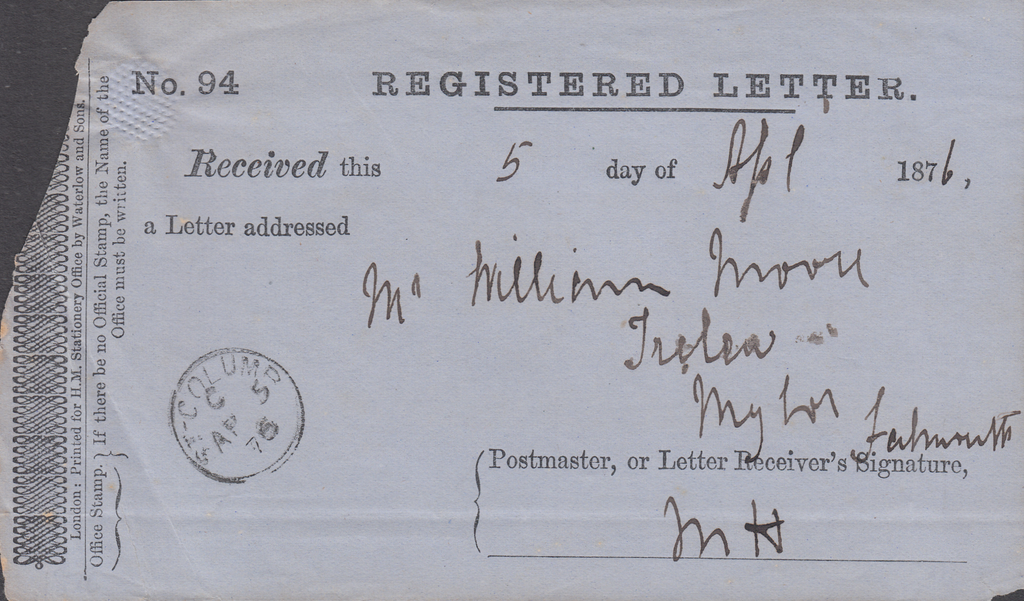 No. 94 REGISTERED LETTER.
Received this 5 day of Apl 1876,
a Letter addressed
Mr William Moore
Trelea
Mylor Falmouth
Postmaster, or Letter Receiver's Signature,
M H
ST. COLUMB
C 5
AP
76
Office Stamp. } If there be no Official Stamp, the Name of the
Office must be written.
London: Printed for H.M. Stationery Office by Waterlow and Sons.